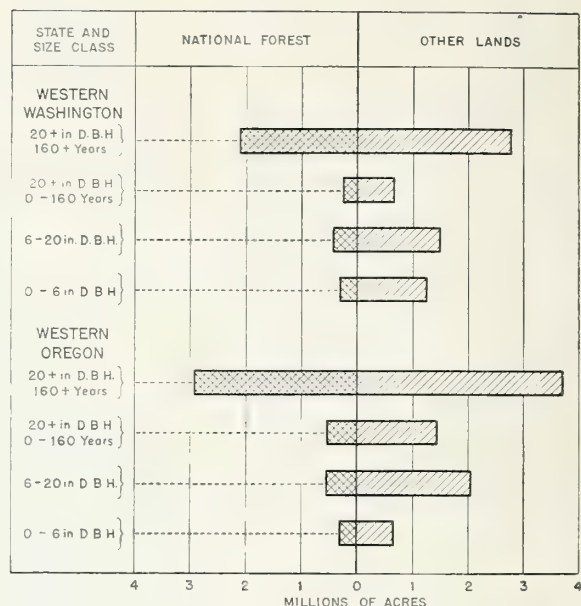 STATE AND
SIZE CLASS
NATIONAL FOREST
OTHER LANDS
WESTERN
WASHINGTON
20+ in D.B.H
160+ Years
20+ in D B H
0-160 Years
6-20 in. D.B.H.
0-6 in D B H
WESTERN
OREGON
20+ in D.B.H.
160+ Years
20+ in D B H
0-160 Years
6-20 in D B H.
0-6 in D B H
4 3 2 1 0 1 2 3 4
MILLIONS OF ACRES